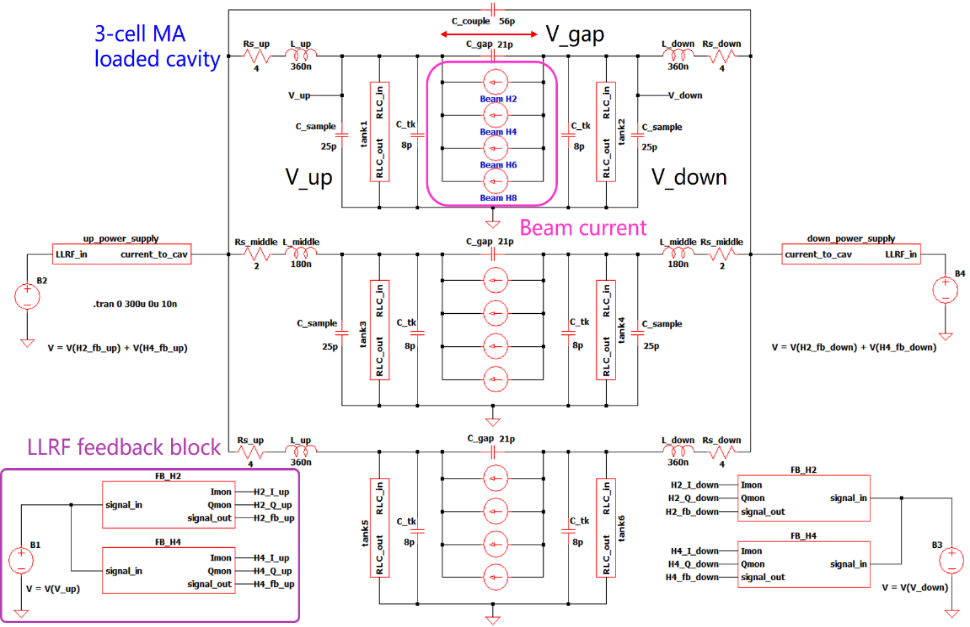 3-cell MA
loaded cavity
C_couple 56p
Rs_up
4
L_up
360n
C_gap 21p
V_gap
L_down
360n
Rs_down
4
V_up
V_down
C_sample
25p
tank1
RLC_in
RLC_out
C_tk
8p
Beam H2
Beam H4
Beam H6
Beam H8
C_tk
8p
RLC_in
RLC_out
tank2
C_sample
25p
V_up
V_down
Beam current
up_power_supply
LLRF_in current_to_cav
B2
Rs_middle
2
L_middle
180n
C_gap 21p
L_middle
180n
Rs_middle
2
down_power_supply
current_to_cav LLRF_in
B4
.tran 0 300u 0u 10n
V = V(H2_fb_up) + V(H4_fb_up)
C_sample
25p
tank3
RLC_in
RLC_out
C_tk
8p
C_tk
8p
RLC_in
RLC_out
tank4
C_sample
25p
V = V(H2_fb_down) + V(H4_fb_down)
LLRF feedback block
Rs_up
4
L_up
360n
C_gap 21p
L_down
360n
Rs_down
4
FB_H2
signal_in
Imon
Qmon
signal_out
H2_I_up
H2_Q_up
H2_fb_up
FB_H4
signal_in
Imon
Qmon
signal_out
H4_I_up
H4_Q_up
H4_fb_up
B1
V = V(V_up)
tank5
RLC_in
RLC_out
C_tk
8p
C_tk
8p
RLC_in
RLC_out
tank6
FB_H2
H2_I_down
H2_Q_down
H2_fb_down
Imon
Qmon
signal_out
signal_in
FB_H4
H4_I_down
H4_Q_down
H4_fb_down
Imon
Qmon
signal_out
signal_in
B3
V = V(V_down)